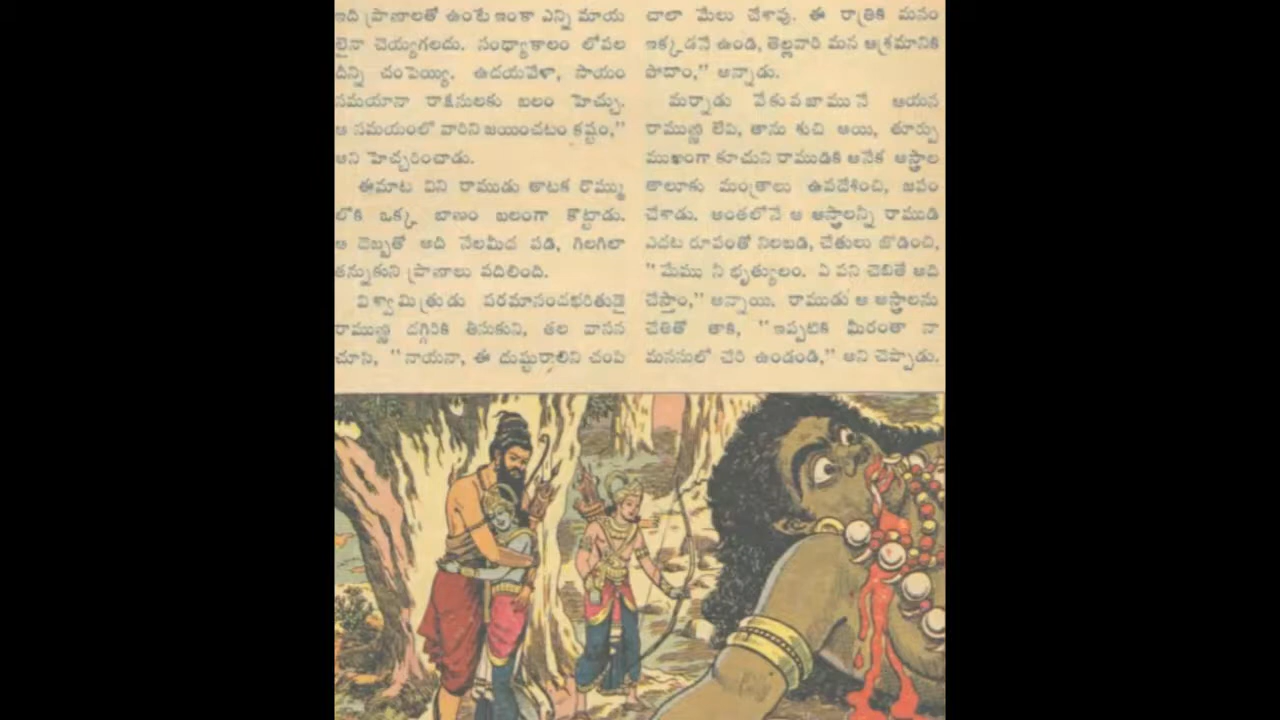 ఇది ప్రాణాలతో ఉంటే ఇంకా ఎన్ని మాయ
లైనా చెయ్యగలదు. సంధ్యాకాలం లోపల
దీన్ని చంపెయ్యి. ఉదయవేళా, సాయం
సమయానా రాక్షసులకు బలం హెచ్చు.
ఆ సమయంలో వారిని జయించటం కష్టం,”
అని హెచ్చరించాడు.
ఈమాట విని రాముడు తాటక రొమ్ము
లోకి ఒక్క బాణం బలంగా కొట్టాడు.
ఆ దెబ్బతో అది నేలమీద పడి, గిలగిలా
తన్నుకుని ప్రాణాలు వదిలింది.
విశ్వామిత్రుడు పరమానందభరితుడై
రాముణ్ణి దగ్గిరికి తీసుకుని, తల వాసన
చూసి, “నాయనా, ఈ దుష్టురాలిని చంపి
చాలా మేలు చేశావు. ఈ రాత్రికి మనం
ఇక్కడనే ఉండి, తెల్లవారి మన ఆశ్రమానికి
పోదాం,” అన్నాడు.
మర్నాడు వేకువజామునే ఆయన
రాముణ్ణి లేపి, తాను శుచి అయి, తూర్పు
ముఖంగా కూచుని రాముడికి అనేక అస్త్రాల
తాలూకు మంత్రాలు ఉపదేశించి, జపం
చేశాడు. అంతలోనే ఆ అస్త్రాలన్నీ రాముడి
ఎదట రూపంతో నిలబడి, చేతులు జోడించి,
“మేము నీ భృత్యులం. ఏ పని చెబితే అది
చేస్తాం,” అన్నాయి. రాముడు ఆ అస్త్రాలను
చేతితో తాకి, “ఇప్పటికి మీరంతా నా
మనసులో చేరి ఉండండి,” అని చెప్పాడు.